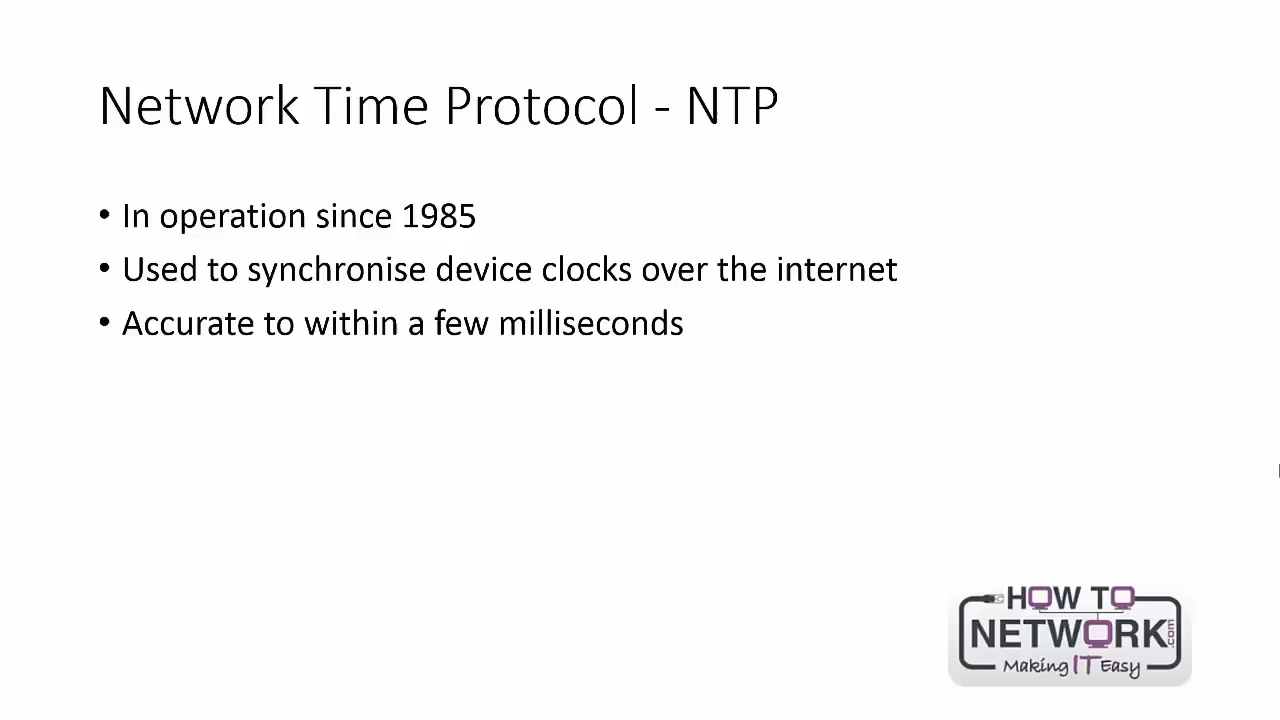 Network Time Protocol - NTP
• In operation since 1985
• Used to synchronise device clocks over the internet
• Accurate to within a few milliseconds
HOW TO
NETWORK.com
Making IT Easy